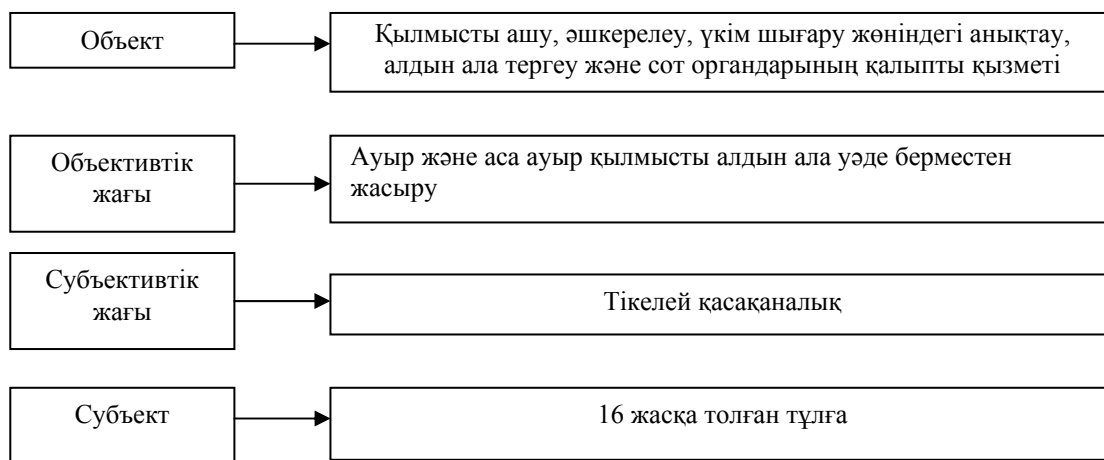 Объект
Қылмысты ашу, әшкерелеу, үкім шығару жөніндегі анықтау,
алдын ала тергеу және сот органдарының қалыпты қызметі
Объективтік
жағы
Ауыр және аса ауыр қылмысты алдын ала уәде берместен
жасыру
Субъективтік
жағы
Тікелей қасақаналық
Субъект
16 жасқа толған тұлға